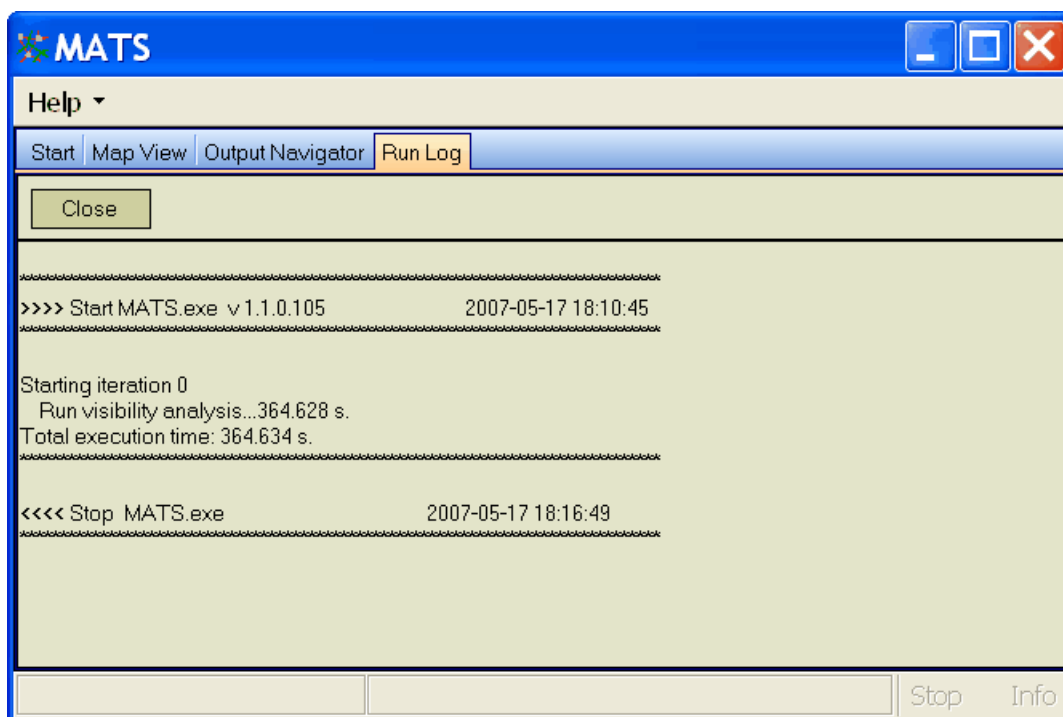 MATS
Help
Start Map View Output Navigator Run Log
Close
********************************************************************************
>>>> Start MATS.exe v 1.1.0.105 2007-05-17 18:10:45
********************************************************************************
Starting iteration 0
Run visibility analysis...364.628 s.
Total execution time: 364.634 s.
********************************************************************************
<<<< Stop MATS.exe 2007-05-17 18:16:49
********************************************************************************
Stop Info